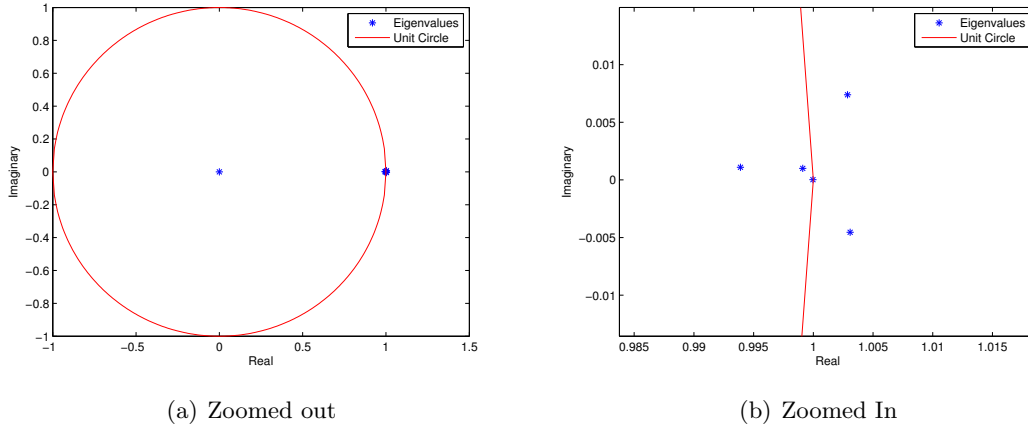 Eigenvalues
Unit Circle
1
0.8
0.6
0.4
0.2
0
−0.2
−0.4
−0.6
−0.8
−1
Imaginary
−1
−0.5
0
0.5
1
1.5
Real
(a) Zoomed out
Eigenvalues
Unit Circle
0.01
0.005
0
−0.005
−0.01
Imaginary
0.985
0.99
0.995
1
1.005
1.01
1.015
Real
(b) Zoomed In